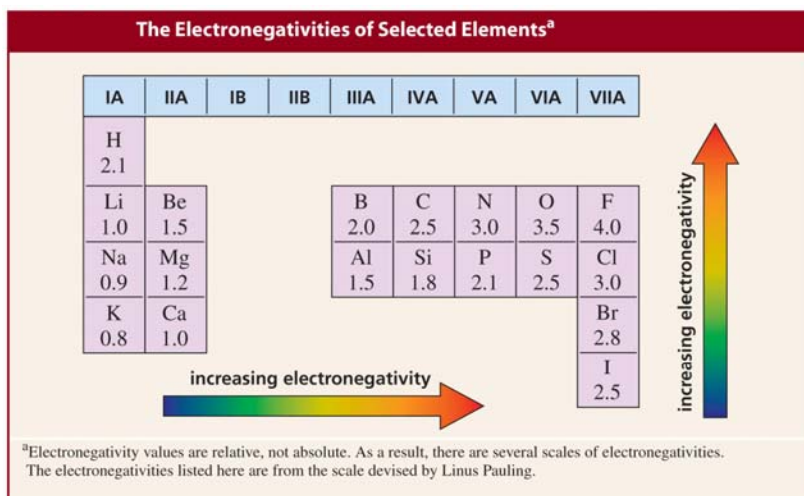 The Electronegativities of Selected Elementsa
IA IIA IB IIB IIIA IVA VA VIA VIIA
H
2.1
Li Be B C N O F
1.0 1.5 2.0 2.5 3.0 3.5 4.0
Na Mg Al Si P S Cl
0.9 1.2 1.5 1.8 2.1 2.5 3.0
K Ca Br
0.8 1.0 2.8
I
2.5
increasing electronegativity
increasing electronegativity
aElectronegativity values are relative, not absolute. As a result, there are several scales of electronegativities.
The electronegativities listed here are from the scale devised by Linus Pauling.